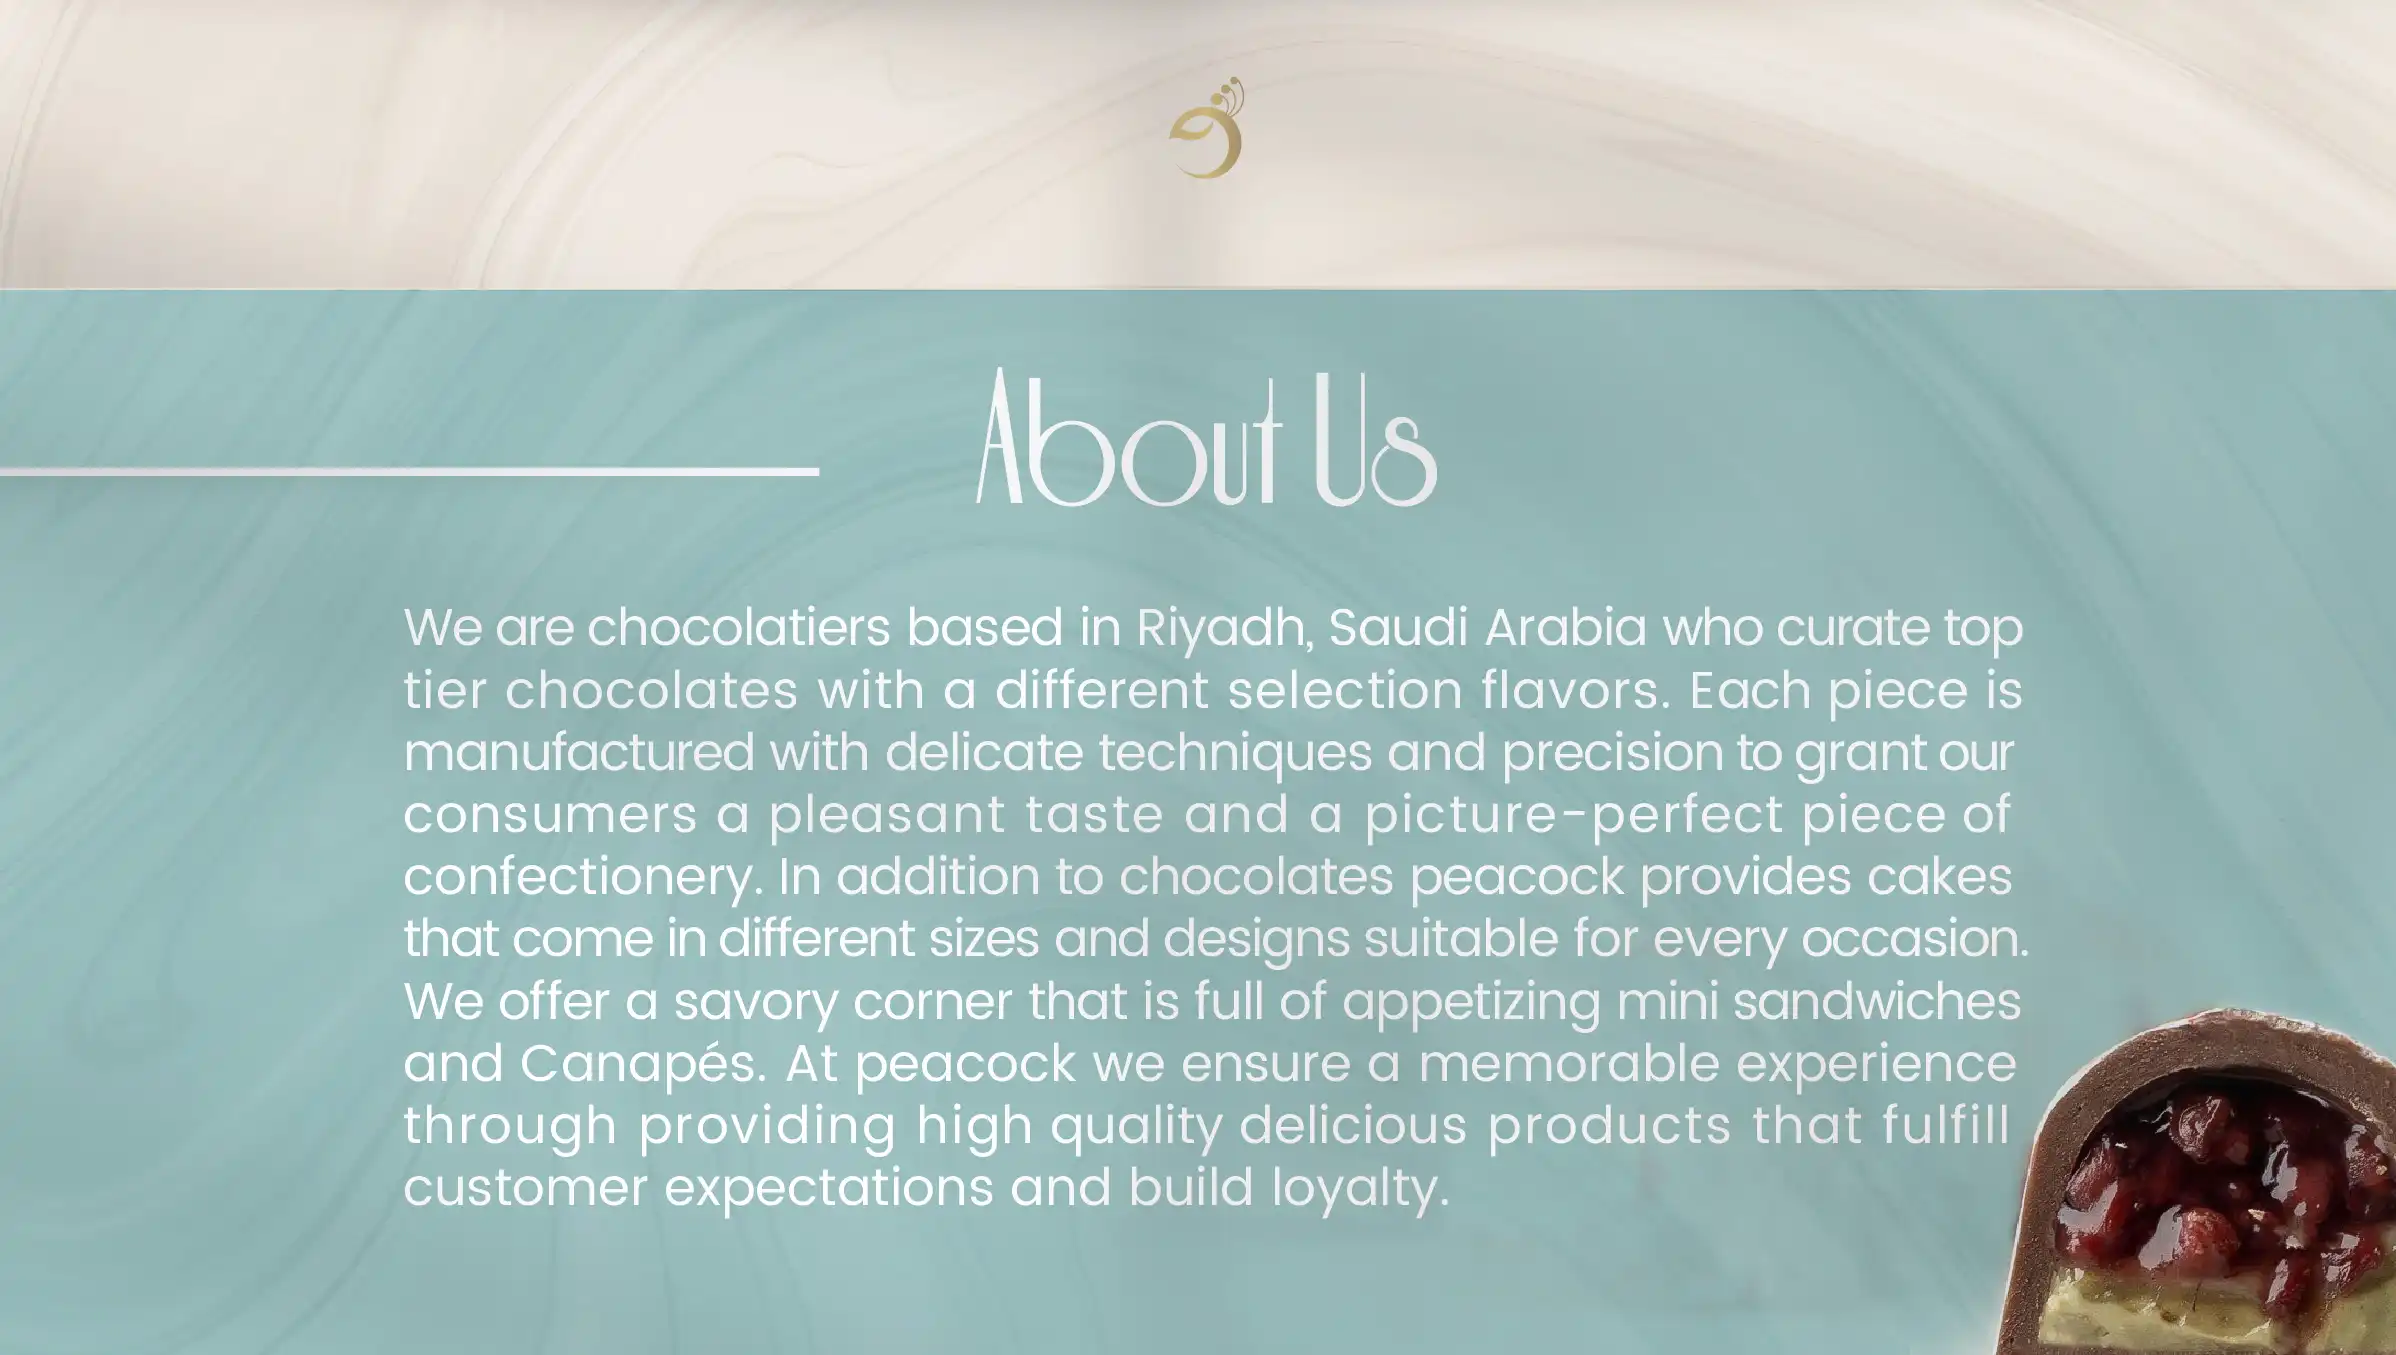 About Us
We are chocolatiers based in Riyadh, Saudi Arabia who curate top
tier chocolates with a different selection flavors. Each piece is
manufactured with delicate techniques and precision to grant our
consumers a pleasant taste and a picture-perfect piece of
confectionery. In addition to chocolates peacock provides cakes
that come in different sizes and designs suitable for every occasion.
We offer a savory corner that is full of appetizing mini sandwiches
and Canapés. At peacock we ensure a memorable experience
through providing high quality delicious products that fulfill
customer expectations and build loyalty.